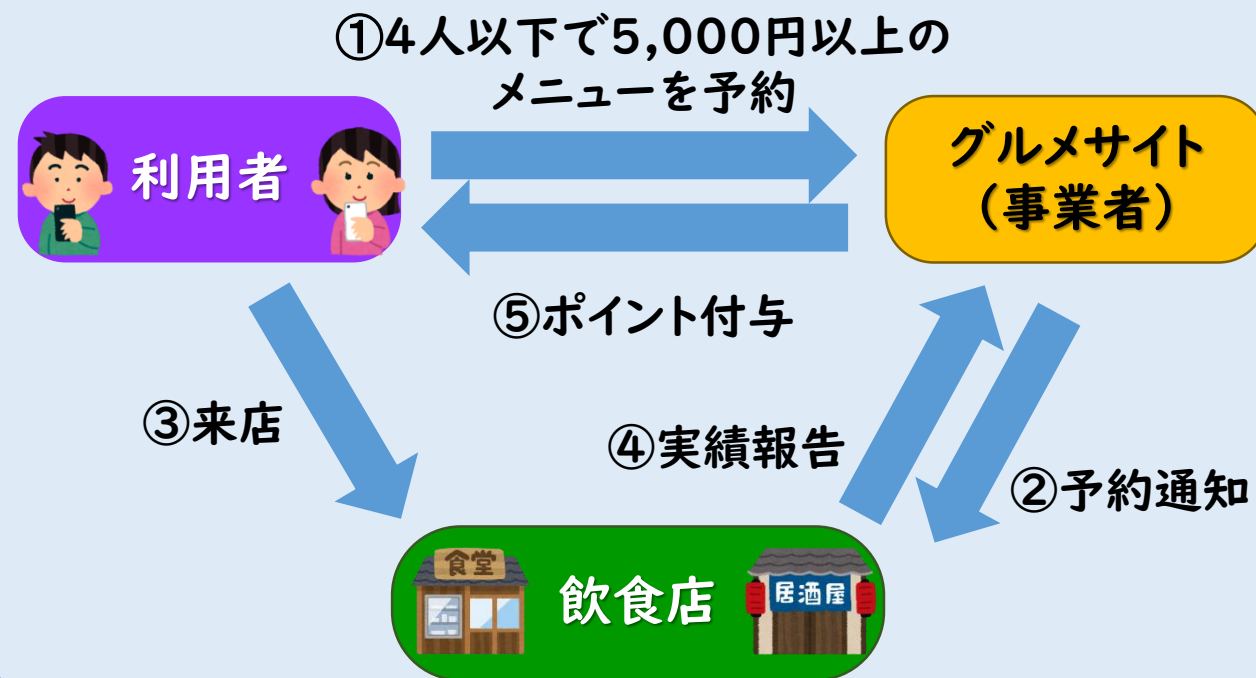 ①4人以下で5,000円以上の
メニューを予約
利用者
グルメサイト
（事業者）
⑤ポイント付与
③来店
④実績報告
②予約通知
食堂
飲食店
居酒屋